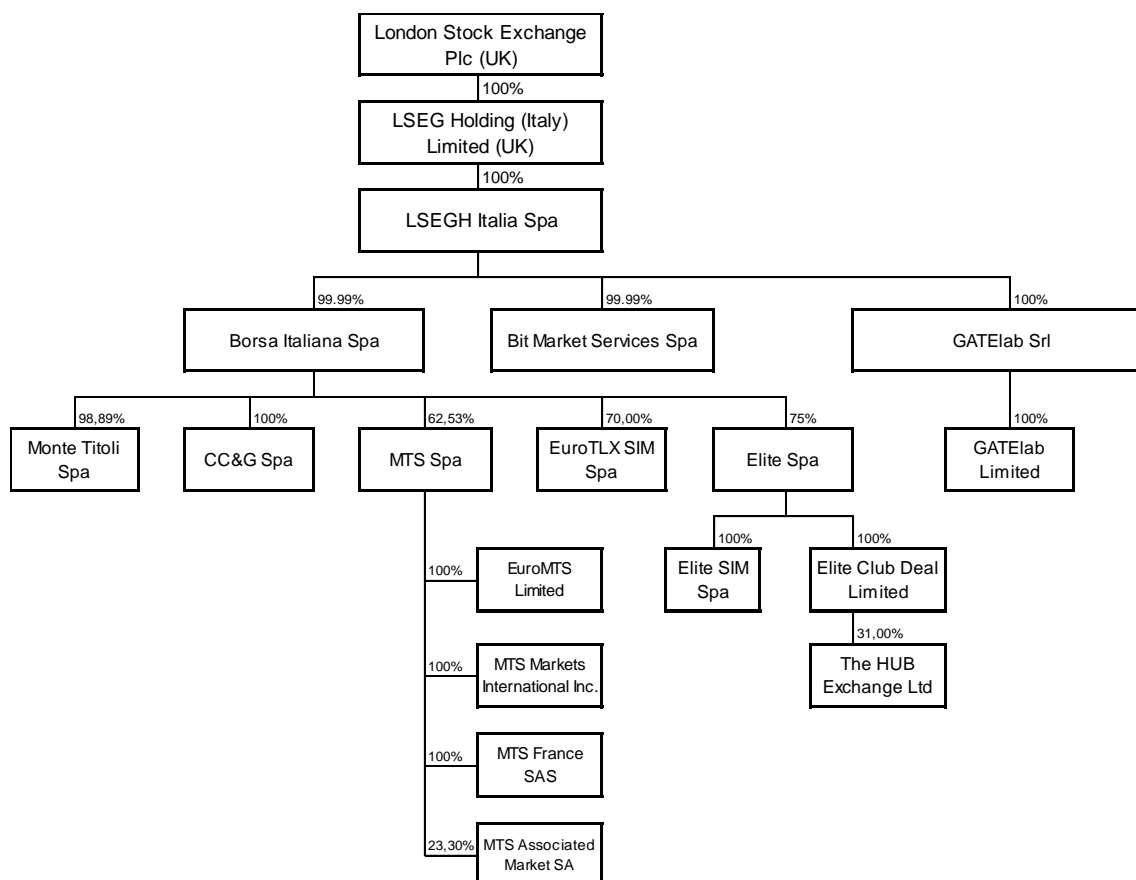 London Stock Exchange
Plc (UK)
100%
LSEG Holding (Italy)
Limited (UK)
100%
LSEGH Italia Spa
99.99%
99.99%
100%
Borsa Italiana Spa
Bit Market Services Spa
GATElab Srl
98,89%
100%
62,53%
70,00%
75%
100%
Monte Titoli
Spa
CC&G Spa
MTS Spa
EuroTLX SIM
Spa
Elite Spa
GATElab
Limited
100%
100%
100%
EuroMTS
Limited
Elite SIM
Spa
Elite Club Deal
Limited
31,00%
100%
MTS Markets
International Inc.
The HUB
Exchange Ltd
100%
MTS France
SAS
23,30%
MTS Associated
Market SA